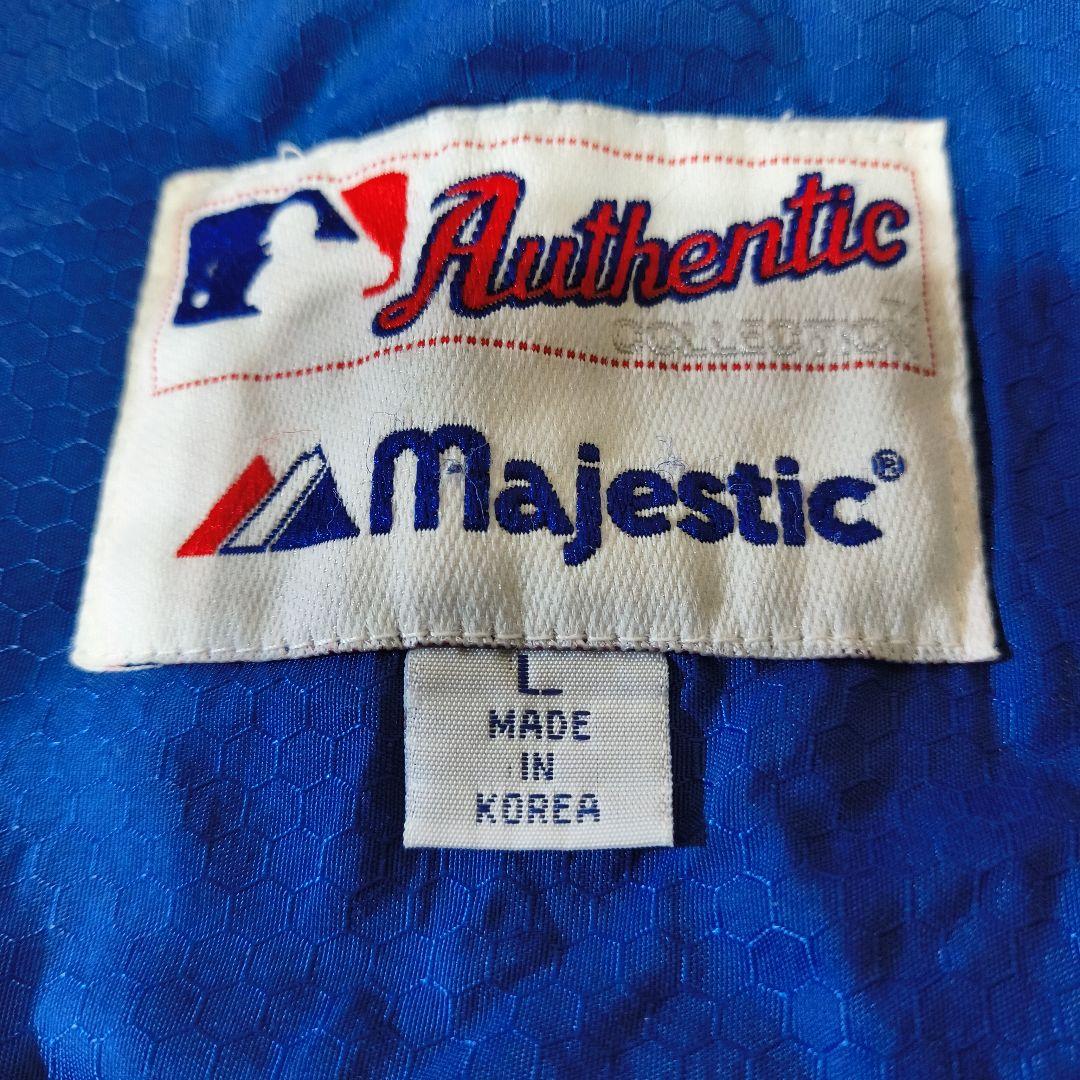 Authentic
COLLECTION
Majestic®
L
MADE
IN
KOREA